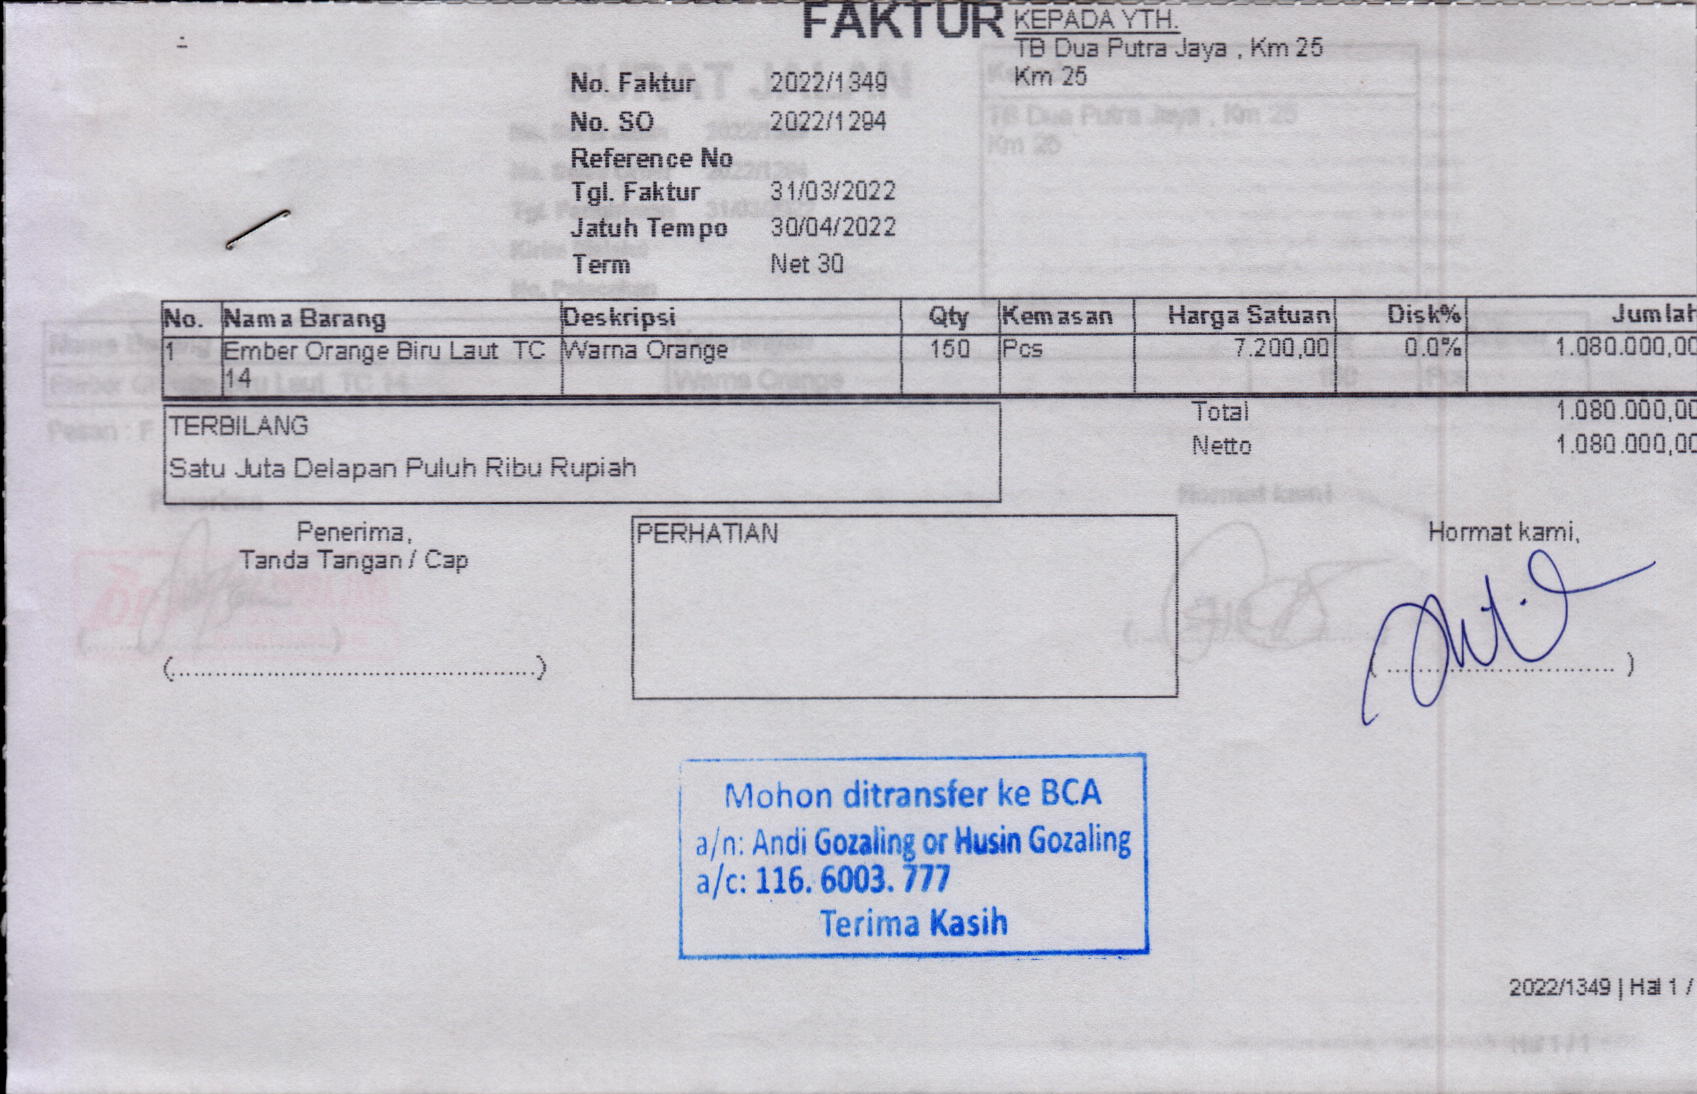 FAKTUR
KEPADA YTH.
TB Dua Putra Jaya , Km 25
Km 25
No. Faktur 2022/1349
No. SO 2022/1294
Reference No
Tgl. Faktur 31/03/2022
Jatuh Tempo 30/04/2022
Term Net 30
No. Nama Barang Deskripsi Qty Kemasan Harga Satuan Disk% Jumlah
1 Ember Orange Biru Laut TC Warna Orange 150 Pcs 7.200,00 0.0% 1.080.000,00
14
Total 1.080.000,00
Netto 1.080.000,00
TERBILANG
Satu Juta Delapan Puluh Ribu Rupiah
Penerima,
Tanda Tangan / Cap
(..............................................)
PERHATIAN
Hormat kami,
(.............................. )
Mohon ditransfer ke BCA
a/n: Andi Gozaling or Husin Gozaling
a/c: 116. 6003. 777
Terima Kasih
2022/1349 | Hal 1 /